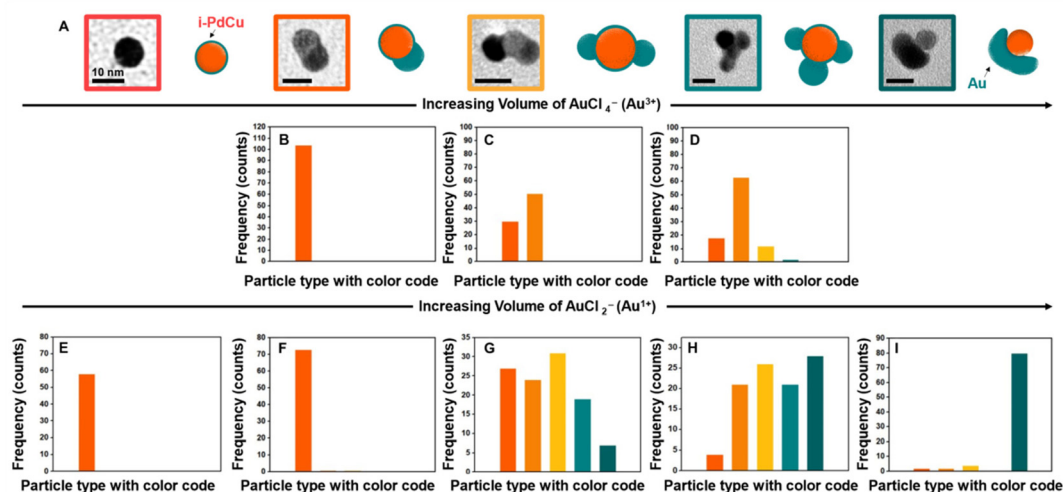 A
i-PdCu
10 nm
Au
Increasing Volume of AuCl₄⁻ (Au³⁺)
B
Frequency (counts)
120
110
100
90
80
70
60
50
40
30
20
10
0
Particle type with color code
C
Frequency (counts)
100
90
80
70
60
50
40
30
20
10
0
Particle type with color code
D
Frequency (counts)
100
90
80
70
60
50
40
30
20
10
0
Particle type with color code
Increasing Volume of AuCl₂⁻ (Au¹⁺)
E
Frequency (counts)
80
70
60
50
40
30
20
10
0
Particle type with color code
F
Frequency (counts)
80
70
60
50
40
30
20
10
0
Particle type with color code
G
Frequency (counts)
35
30
25
20
15
10
5
0
Particle type with color code
H
Frequency (counts)
30
25
20
15
10
5
0
Particle type with color code
I
Frequency (counts)
90
80
70
60
50
40
30
20
10
0
Particle type with color code